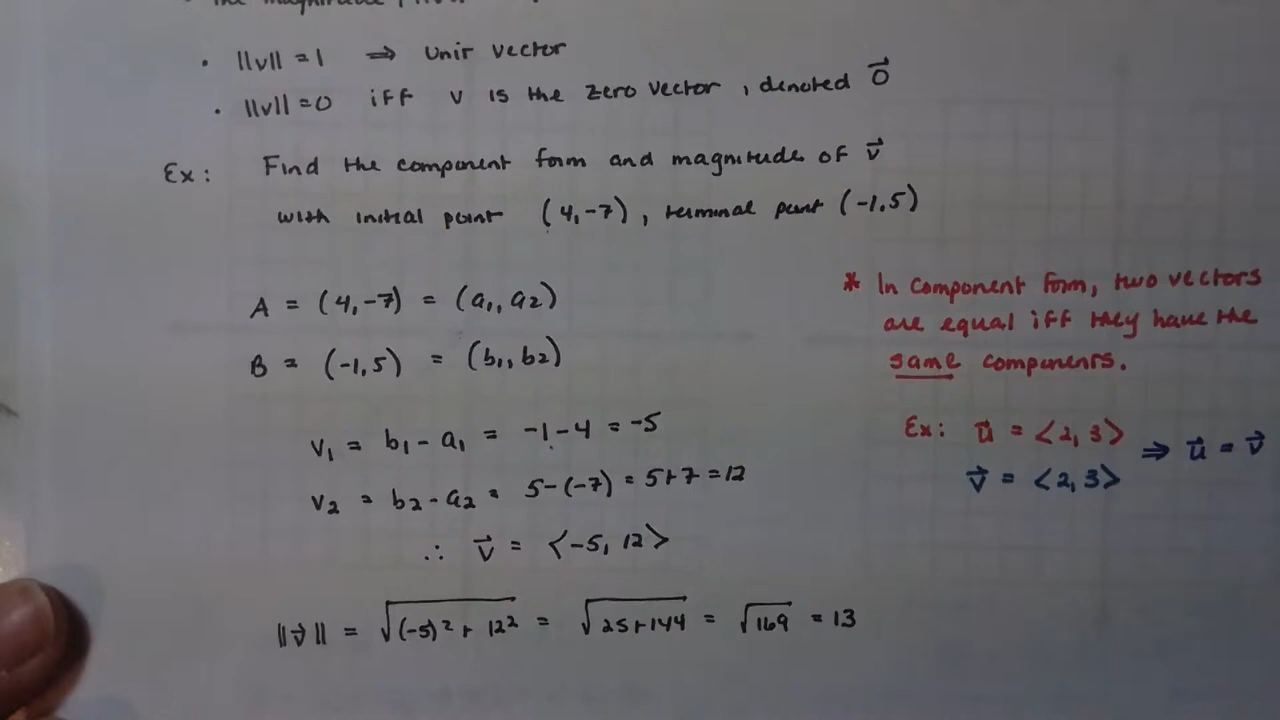 the magnitude
• ||v|| = 1 ⇒ unit vector
• ||v|| = 0 iff v is the zero vector, denoted 0⃗
Ex: Find the component form and magnitude of v⃗
with initial point (4,-7), terminal point (-1,5)
A = (4,-7) = (a₁, a₂)
B = (-1,5) = (b₁, b₂)
v₁ = b₁ - a₁ = -1-4 = -5
v₂ = b₂ - a₂ = 5-(-7) = 5+7 = 12
∴ v⃗ = ⟨-5, 12⟩
||v⃗|| = √((-5)² + 12²) = √(25+144) = √169 = 13
* In component form, two vectors
are equal iff they have the
same components.
Ex: u⃗ = ⟨2, 3⟩
v⃗ = ⟨2, 3⟩ ⇒ u⃗ = v⃗